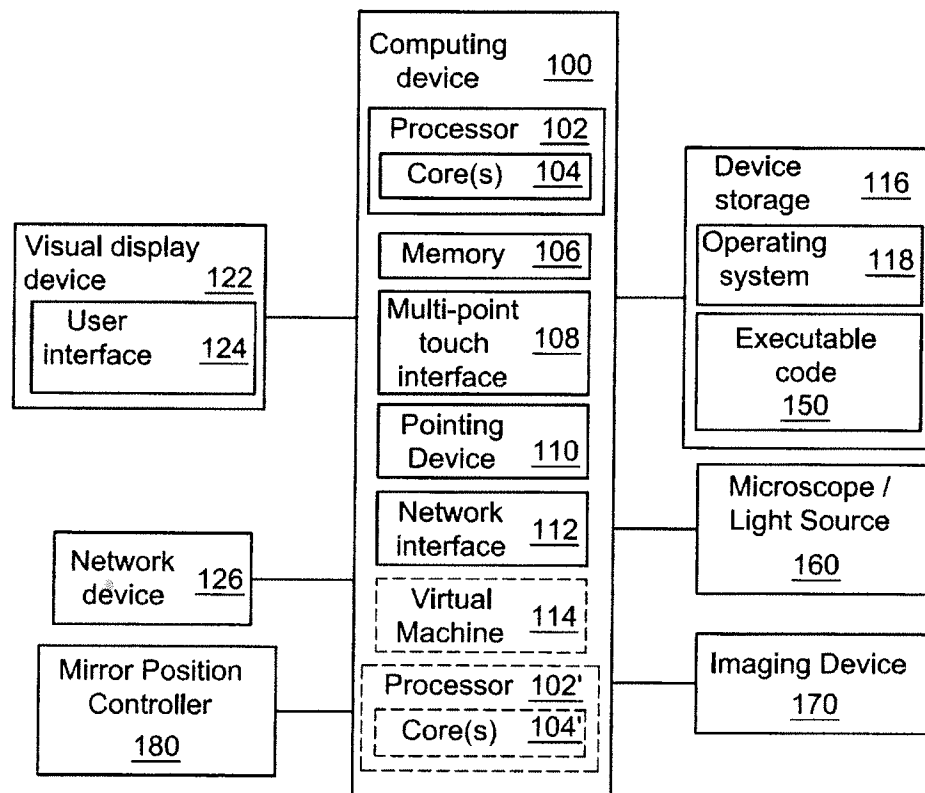 Computing
device 100
Processor 102
Core(s) 104
Memory 106
Multi-point
touch 108
interface
Pointing
Device 110
Network
interface 112
Virtual
Machine 114
Processor 102'
Core(s) 104'
Visual display
device 122
User
interface 124
Network
device 126
Mirror Position
Controller
180
Device
storage 116
Operating
system 118
Executable
code
150
Microscope /
Light Source
160
Imaging Device
170